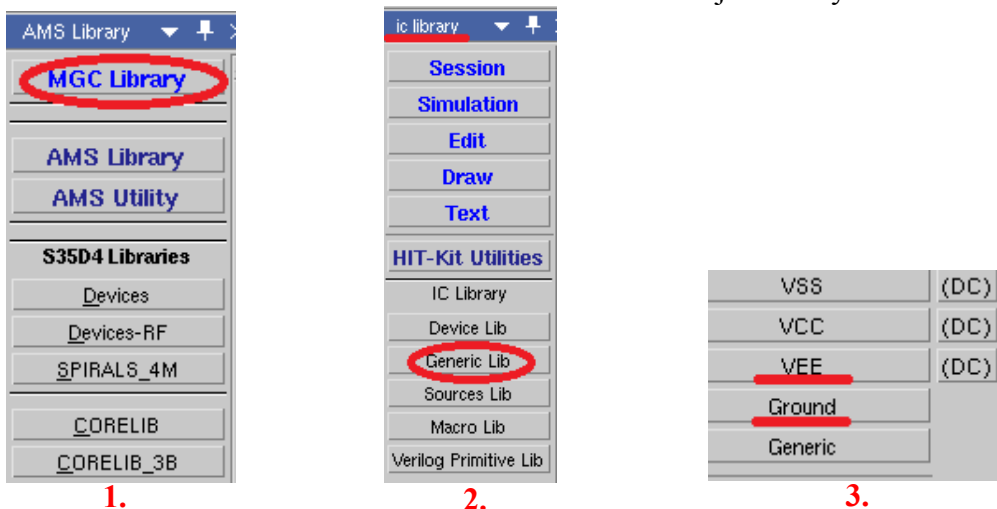 AMS Library
MGC Library
AMS Library
AMS Utility
S35D4 Libraries
Devices
Devices-RF
SPIRALS_4M
CORELIB
CORELIB_3B
1.
ic library
Session
Simulation
Edit
Draw
Text
HIT-Kit Utilities
IC Library
Device Lib
Generic Lib
Sources Lib
Macro Lib
Verilog Primitive Lib
2.
VSS (DC)
VCC (DC)
VEE (DC)
Ground
Generic
3.